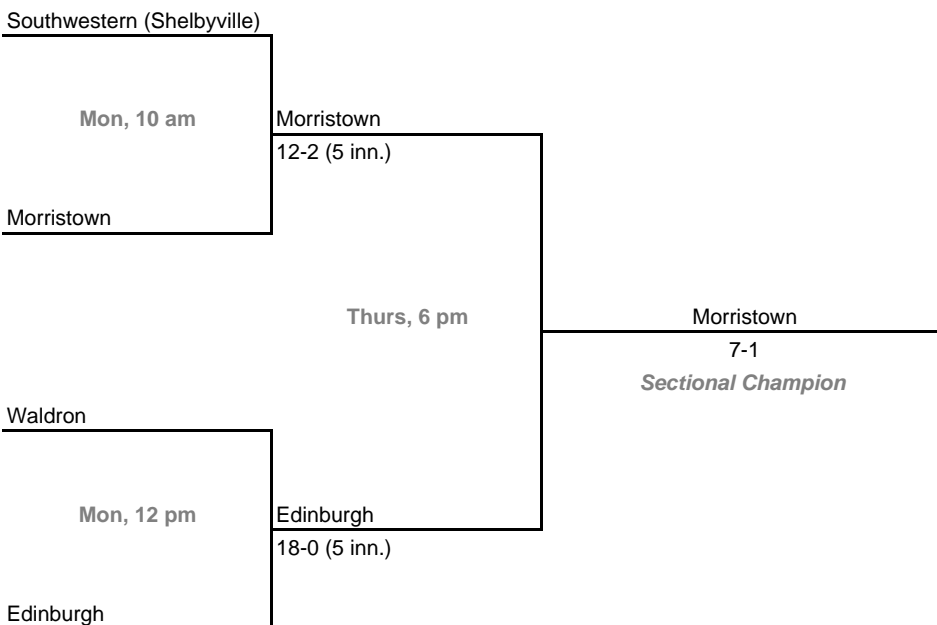 Southwestern (Shelbyville)
Mon, 10 am
Morristown
12-2 (5 inn.)
Morristown
Thurs, 6 pm
Morristown
7-1
Sectional Champion
Waldron
Mon, 12 pm
Edinburgh
18-0 (5 inn.)
Edinburgh